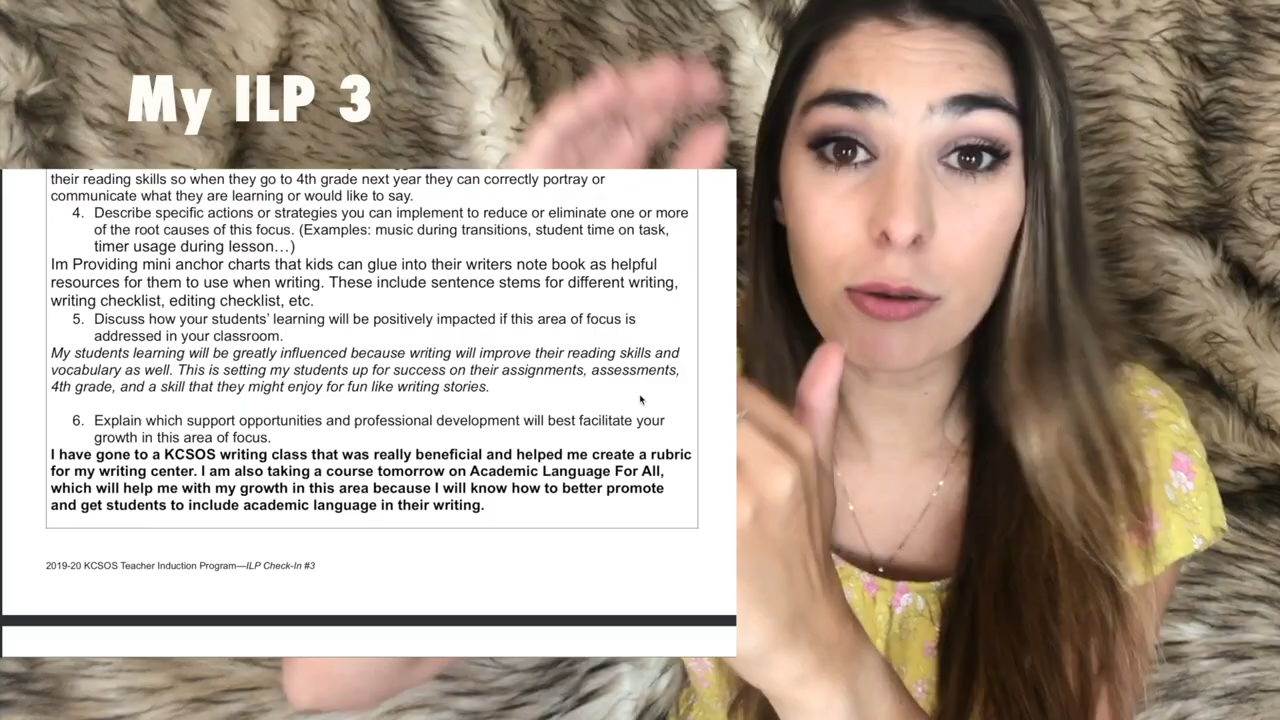 My ILP 3
their reading skills so when they go to 4th grade next year they can correctly portray or
communicate what they are learning or would like to say.
4. Describe specific actions or strategies you can implement to reduce or eliminate one or more
of the root causes of this focus. (Examples: music during transitions, student time on task,
timer usage during lesson…)
Im Providing mini anchor charts that kids can glue into their writers note book as helpful
resources for them to use when writing. These include sentence stems for different writing,
writing checklist, editing checklist, etc.
5. Discuss how your students’ learning will be positively impacted if this area of focus is
addressed in your classroom.
My students learning will be greatly influenced because writing will improve their reading skills and
vocabulary as well. This is setting my students up for success on their assignments, assessments,
4th grade, and a skill that they might enjoy for fun like writing stories.
6. Explain which support opportunities and professional development will best facilitate your
growth in this area of focus.
I have gone to a KCSOS writing class that was really beneficial and helped me create a rubric
for my writing center. I am also taking a course tomorrow on Academic Language For All,
which will help me with my growth in this area because I will know how to better promote
and get students to include academic language in their writing.
2019-20 KCSOS Teacher Induction Program—ILP Check-In #3